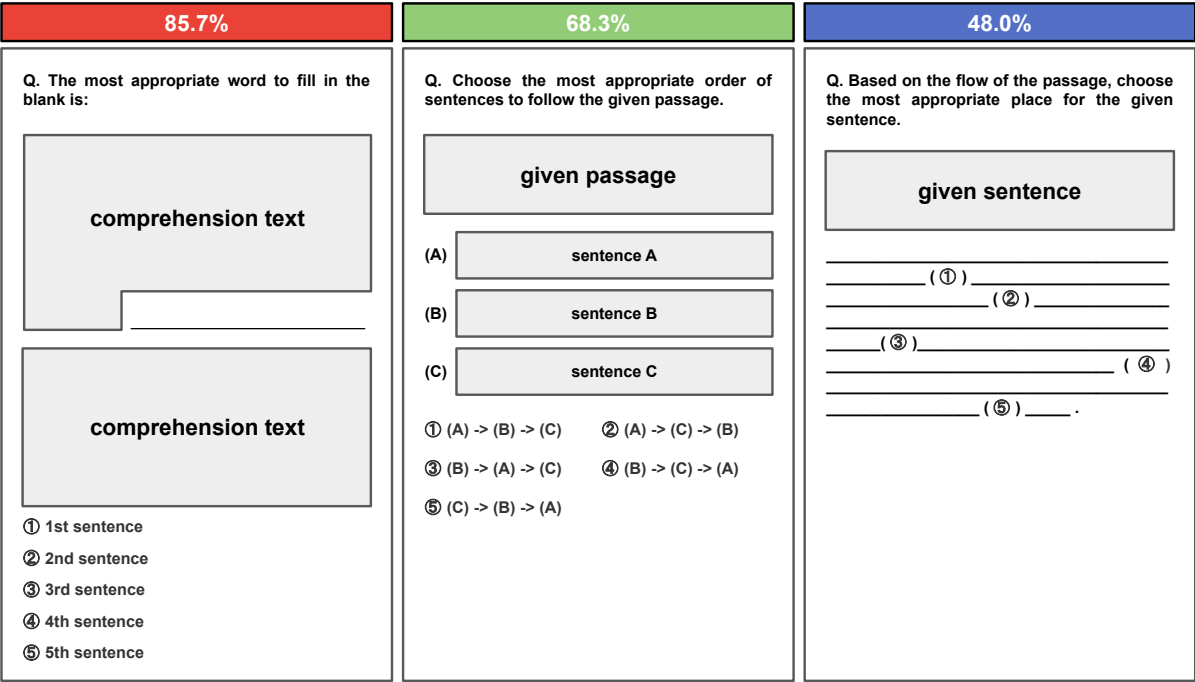 85.7%
Q. The most appropriate word to fill in the
blank is:
comprehension text
comprehension text
① 1st sentence
② 2nd sentence
③ 3rd sentence
④ 4th sentence
⑤ 5th sentence
68.3%
Q. Choose the most appropriate order of
sentences to follow the given passage.
given passage
(A) sentence A
(B) sentence B
(C) sentence C
① (A) -> (B) -> (C) ② (A) -> (C) -> (B)
③ (B) -> (A) -> (C) ④ (B) -> (C) -> (A)
⑤ (C) -> (B) -> (A)
48.0%
Q. Based on the flow of the passage, choose
the most appropriate place for the given
sentence.
given sentence
( ① )
( ② )
( ③ )
( ④ )
( ⑤ ) .